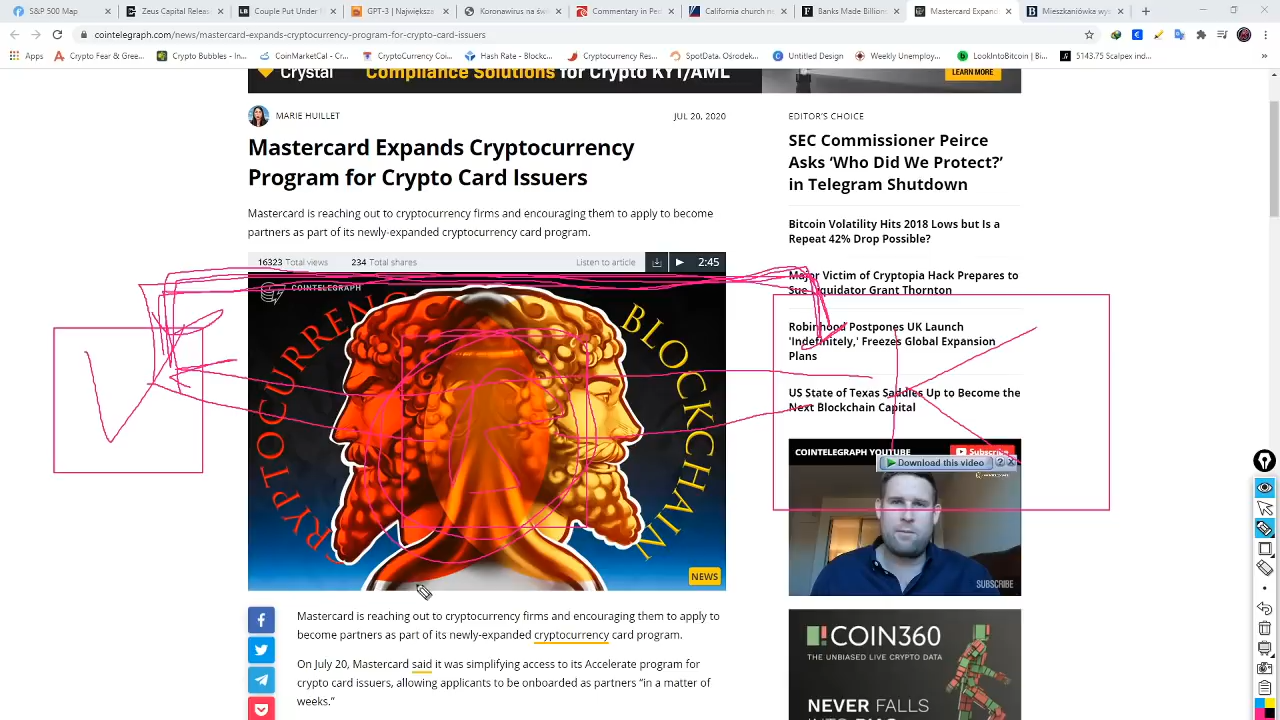 S&P 500 Map
Zeus Capital Releas
Couple Put Under
GPT-3 | Największa
Koronawirus na św
Commentary in Pes
California church m
Banks Made Billion
Mastercard Expand
Mieszkaniówka wys
cointelegraph.com/news/mastercard-expands-cryptocurrency-program-for-crypto-card-issuers
Apps
Crypto Fear & Gree...
Crypto Bubbles - In...
CoinMarketCal - Cr...
CryptoCurrency Co...
Hash Rate - Blockc...
Cryptocurrency Res...
SpotData. Ośrodek...
Untitled Design
Weekly Unemploy...
LookIntoBitcoin | Bi...
5143.75 Scalpex ind...
Crystal
Compliance Solutions for Crypto KYT/AML
LEARN MORE
MARIE HUILLET
JUL 20, 2020
Mastercard Expands Cryptocurrency
Program for Crypto Card Issuers
Mastercard is reaching out to cryptocurrency firms and encouraging them to apply to become
partners as part of its newly-expanded cryptocurrency card program.
16323 Total views
234 Total shares
Listen to article
2:45
COINTELEGRAPH
CRYPTOCURRENC
BLOCKCHAIN
NEWS
Mastercard is reaching out to cryptocurrency firms and encouraging them to apply to
become partners as part of its newly-expanded cryptocurrency card program.
On July 20, Mastercard said it was simplifying access to its Accelerate program for
crypto card issuers, allowing applicants to be onboarded as partners “in a matter of
weeks.”
EDITOR'S CHOICE
SEC Commissioner Peirce
Asks ‘Who Did We Protect?’
in Telegram Shutdown
Bitcoin Volatility Hits 2018 Lows but Is a
Repeat 42% Drop Possible?
Major Victim of Cryptopia Hack Prepares to
Sue Liquidator Grant Thornton
Robinhood Postpones UK Launch
'Indefinitely,' Freezes Global Expansion
Plans
US State of Texas Saddles Up to Become the
Next Blockchain Capital
COINTELEGRAPH YOUTUBE
Subscribe
Download this video
SUBSCRIBE
COIN360
THE UNBIASED LIVE CRYPTO DATA
NEVER FALLS